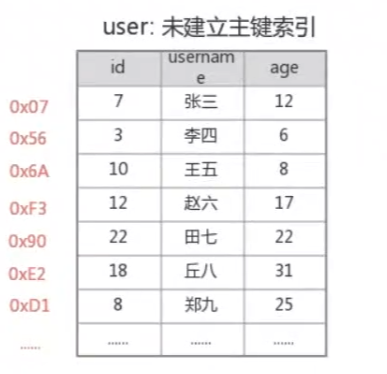 user: 未建立主键索引
id usernam
e age
0x07 7 张三 12
0x56 3 李四 6
0x6A 10 王五 8
0xF3 12 赵六 17
0x90 22 田七 22
0xE2 18 丘八 31
0xD1 8 郑九 25
...... ...... ...... ......